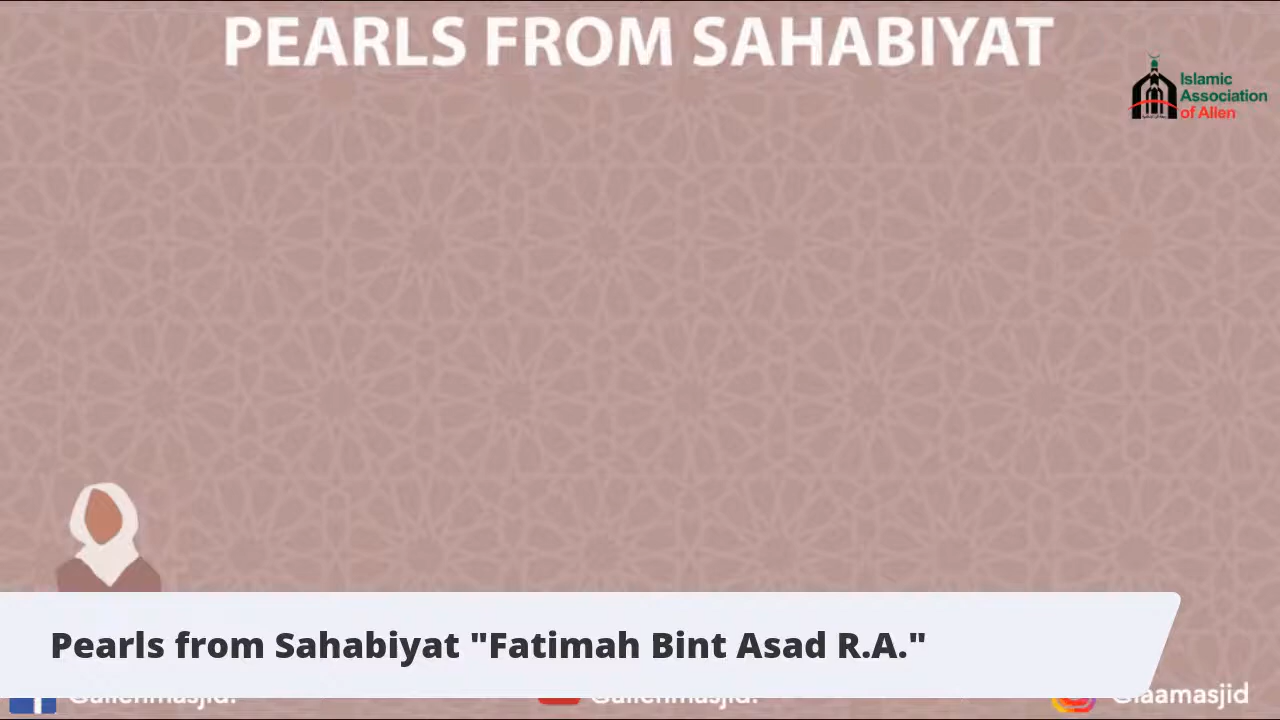 PEARLS FROM SAHABIYAT
Islamic
Association
of Allen
Pearls from Sahabiyat "Fatimah Bint Asad R.A."